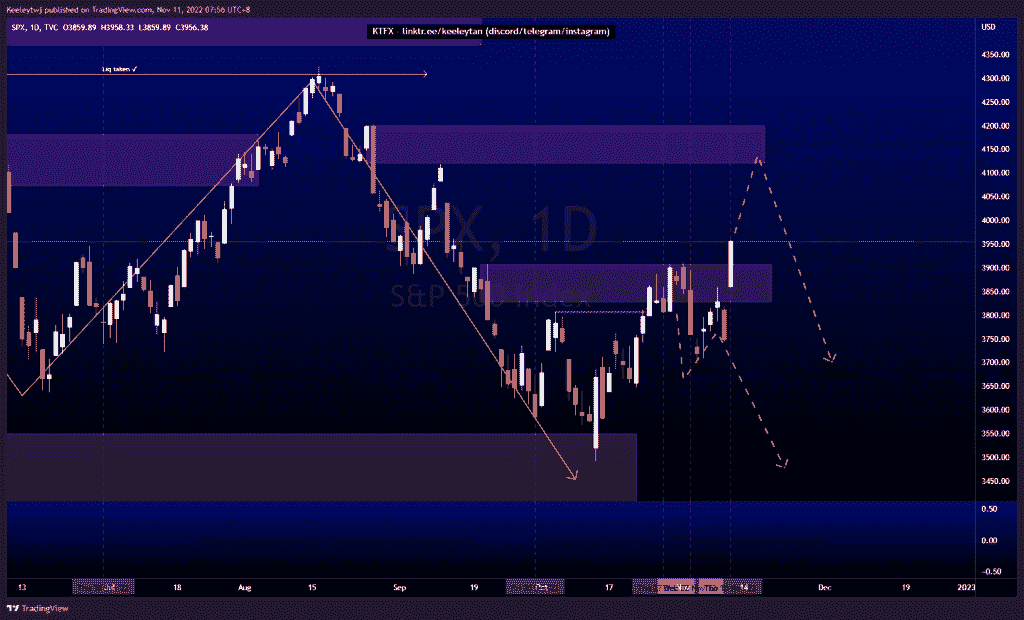 Keeleytwj published on TradingView.com, Nov 11, 2022 07:56 UTC+8
SPX, 1D, TVC O3859.89 H3958.33 L3859.89 C3956.38
KTFX - linktr.ee/keeleytan (discord/telegram/instagram)
USD
Liq taken ✓
4350.00
4300.00
4250.00
4200.00
4150.00
4100.00
4050.00
4000.00
3950.00
3900.00
3850.00
3800.00
3750.00
3700.00
3650.00
3600.00
3550.00
3500.00
3450.00
0.50
0.00
-0.50
SPX, 1D
S&P 500 Index
13 Jul 18 Aug 15 Sep 19 Oct 17 14 Dec 19 2023
TradingView